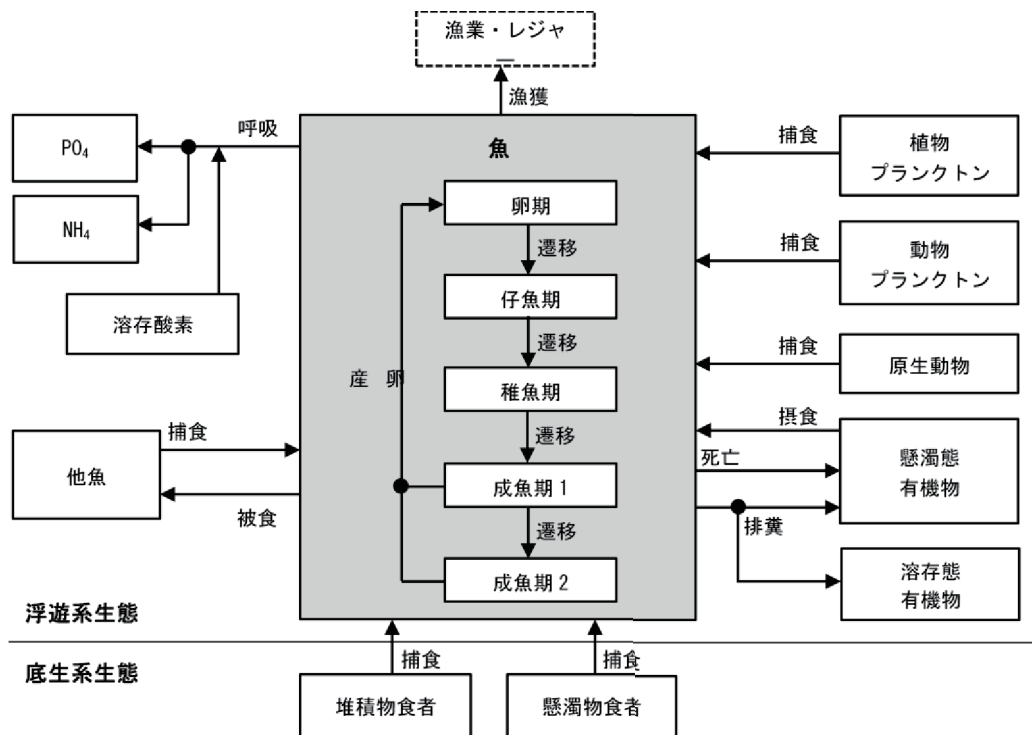 漁業・レジャ
ー
漁獲
魚
呼吸
PO₄
NH₄
溶存酸素
捕食
植物
プランクトン
捕食
動物
プランクトン
捕食
原生動物
卵期
遷移
仔魚期
遷移
稚魚期
遷移
成魚期1
遷移
成魚期2
産 卵
捕食
他魚
被食
摂食
死亡
懸濁態
有機物
排糞
溶存態
有機物
浮遊系生態
底生系生態
捕食
堆積物食者
捕食
懸濁物食者